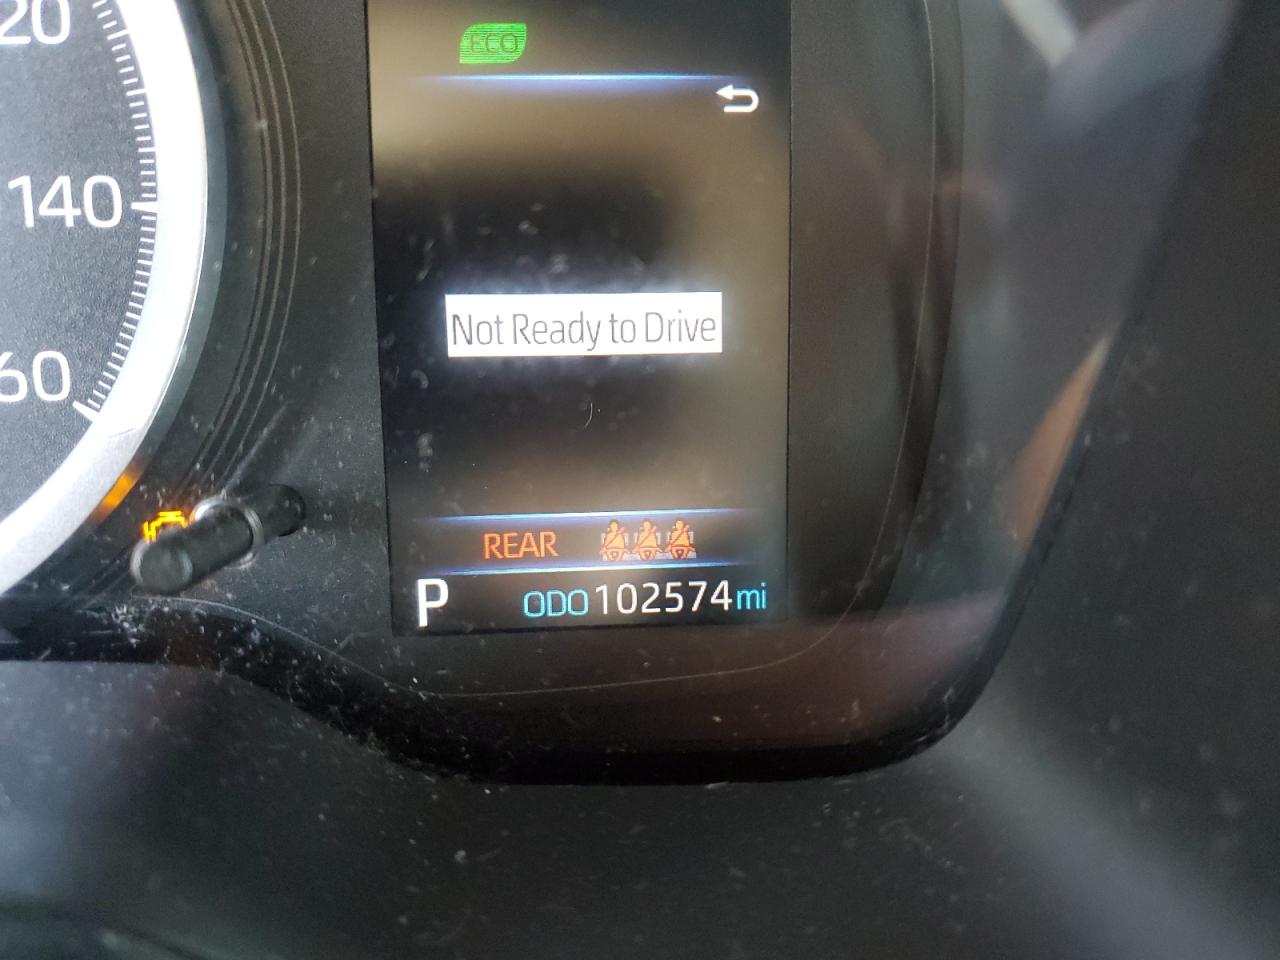 20
ECO
140
Not Ready to Drive
60
REAR
P ODO 102574 mi